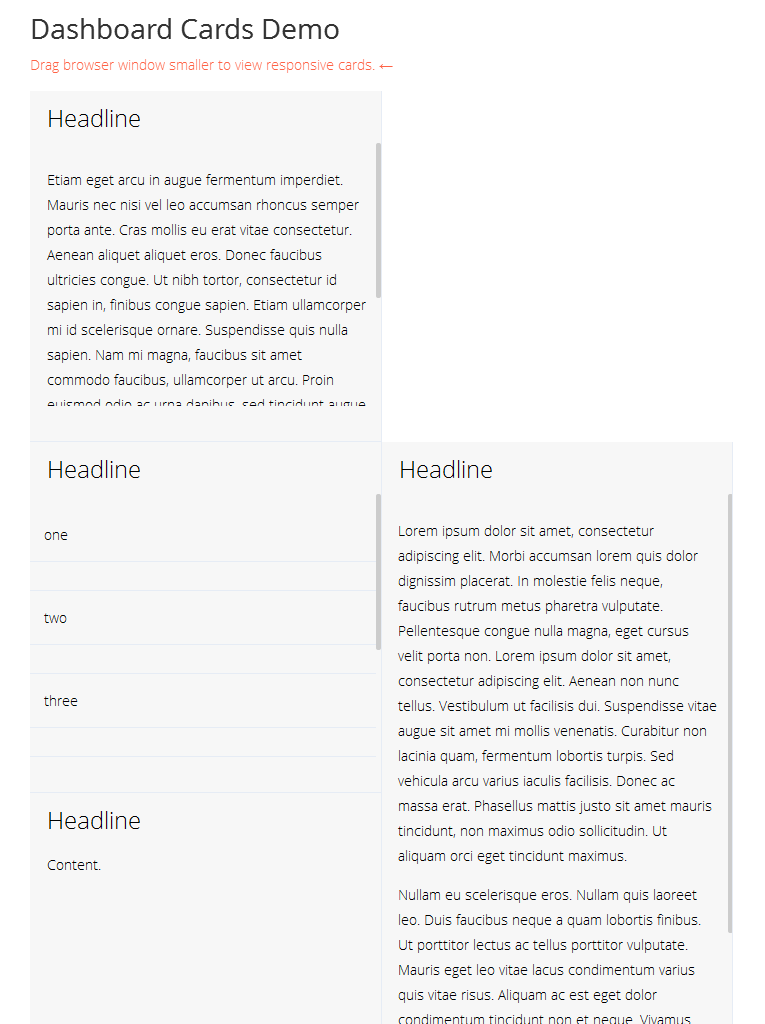 Dashboard Cards Demo
Drag browser window smaller to view responsive cards. ←
Headline
Etiam eget arcu in augue fermentum imperdiet.
Mauris nec nisi vel leo accumsan rhoncus semper
porta ante. Cras mollis eu erat vitae consectetur.
Aenean aliquet aliquet eros. Donec faucibus
ultricies congue. Ut nibh tortor, consectetur id
sapien in, finibus congue sapien. Etiam ullamcorper
mi id scelerisque ornare. Suspendisse quis nulla
sapien. Nam mi magna, faucibus sit amet
commodo faucibus, ullamcorper ut arcu. Proin
euismod odio ac urna dapibus, sed tincidunt augue
Headline
one
two
three
Headline
Content.
Headline
Lorem ipsum dolor sit amet, consectetur
adipiscing elit. Morbi accumsan lorem quis dolor
dignissim placerat. In molestie felis neque,
faucibus rutrum metus pharetra vulputate.
Pellentesque congue nulla magna, eget cursus
velit porta non. Lorem ipsum dolor sit amet,
consectetur adipiscing elit. Aenean non nunc
tellus. Vestibulum ut facilisis dui. Suspendisse vitae
augue sit amet mi mollis venenatis. Curabitur non
lacinia quam, fermentum lobortis turpis. Sed
vehicula arcu varius iaculis facilisis. Donec ac
massa erat. Phasellus mattis justo sit amet mauris
tincidunt, non maximus odio sollicitudin. Ut
aliquam orci eget tincidunt maximus.
Nullam eu scelerisque eros. Nullam quis laoreet
leo. Duis faucibus neque a quam lobortis finibus.
Ut porttitor lectus ac tellus porttitor vulputate.
Mauris eget leo vitae lacus condimentum varius
quis vitae risus. Aliquam ac est eget dolor
condimentum tincidunt non et neque. Vivamus